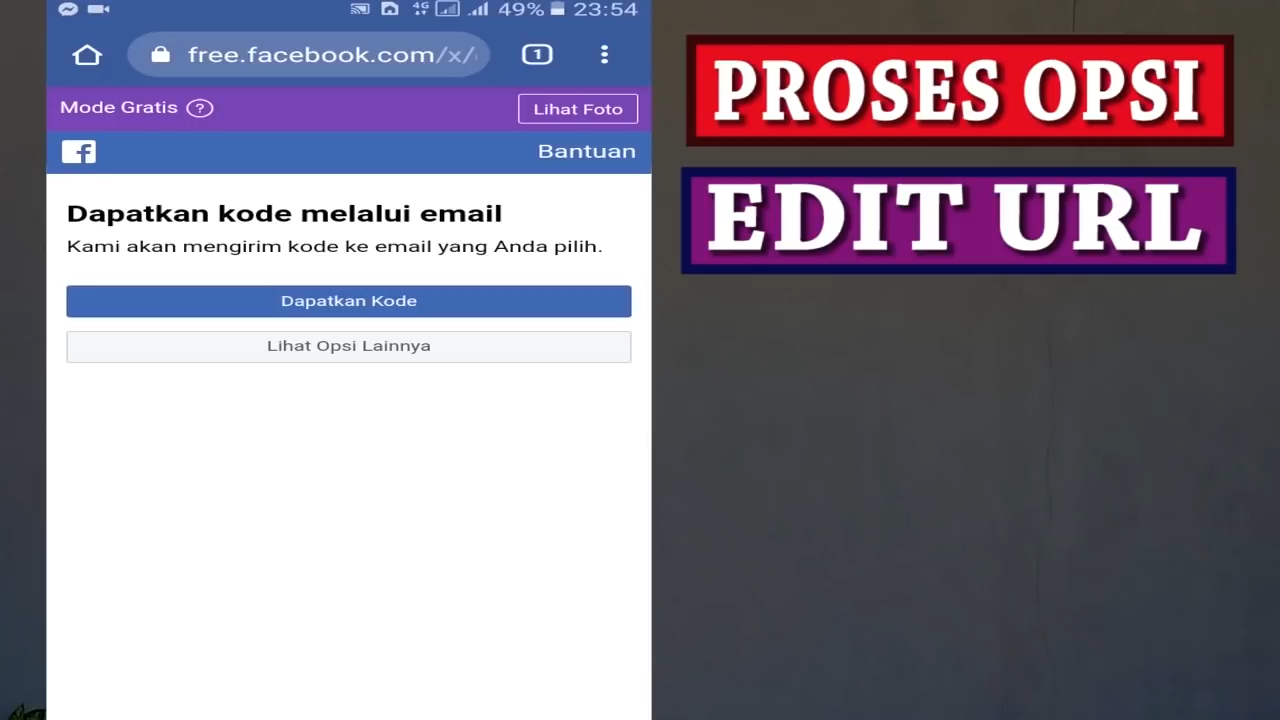 4G 49% 23:54
free.facebook.com/x/
1
Mode Gratis ? Lihat Foto
f Bantuan
Dapatkan kode melalui email
Kami akan mengirim kode ke email yang Anda pilih.
Dapatkan Kode
Lihat Opsi Lainnya
PROSES OPSI
EDIT URL